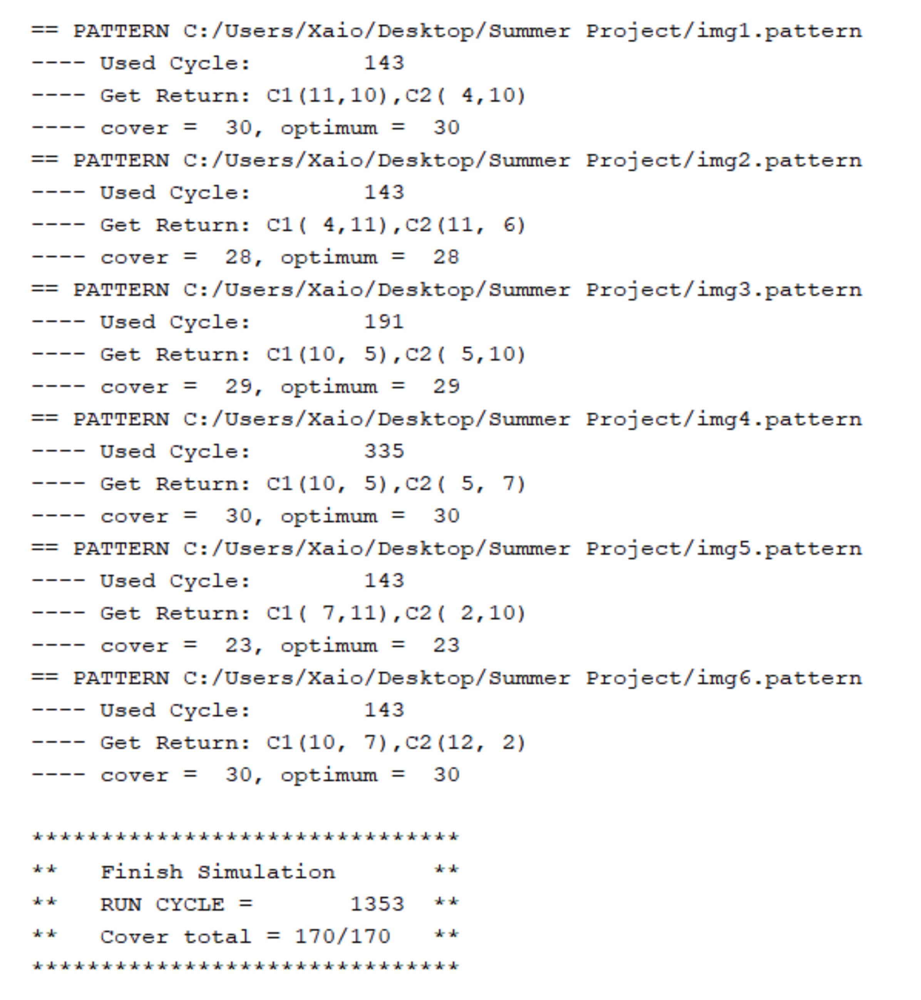 == PATTERN C:/Users/Xaio/Desktop/Summer Project/img1.pattern
---- Used Cycle:        143
---- Get Return: C1(11,10),C2( 4,10)
---- cover =  30, optimum =  30
== PATTERN C:/Users/Xaio/Desktop/Summer Project/img2.pattern
---- Used Cycle:        143
---- Get Return: C1( 4,11),C2(11, 6)
---- cover =  28, optimum =  28
== PATTERN C:/Users/Xaio/Desktop/Summer Project/img3.pattern
---- Used Cycle:        191
---- Get Return: C1(10, 5),C2( 5,10)
---- cover =  29, optimum =  29
== PATTERN C:/Users/Xaio/Desktop/Summer Project/img4.pattern
---- Used Cycle:        335
---- Get Return: C1(10, 5),C2( 5, 7)
---- cover =  30, optimum =  30
== PATTERN C:/Users/Xaio/Desktop/Summer Project/img5.pattern
---- Used Cycle:        143
---- Get Return: C1( 7,11),C2( 2,10)
---- cover =  23, optimum =  23
== PATTERN C:/Users/Xaio/Desktop/Summer Project/img6.pattern
---- Used Cycle:        143
---- Get Return: C1(10, 7),C2(12, 2)
---- cover =  30, optimum =  30

*******************************
**   Finish Simulation       **
**   RUN CYCLE =       1353  **
**   Cover total = 170/170   **
*******************************